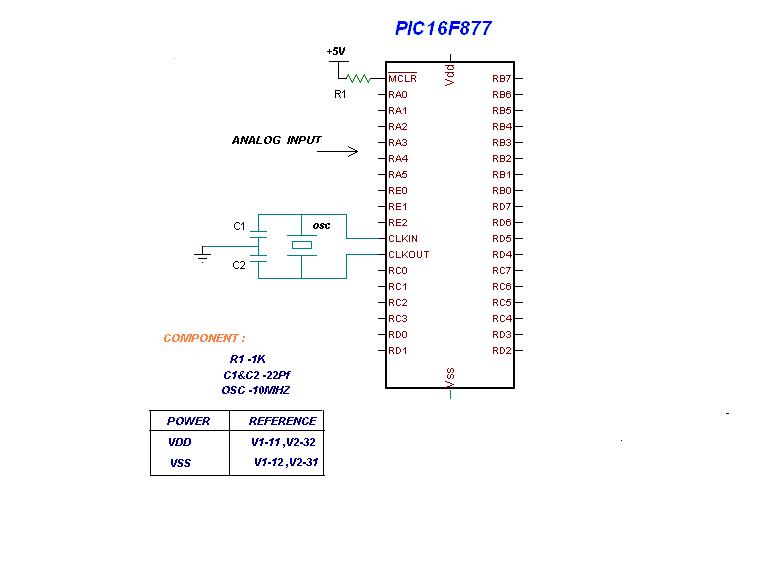 PIC16F877
+5V
R1
ANALOG INPUT
Vdd
MCLR RB7
RA0 RB6
RA1 RB5
RA2 RB4
RA3 RB3
RA4 RB2
RA5 RB1
RE0 RB0
RE1 RD7
RE2 RD6
CLKIN RD5
CLKOUT RD4
RC0 RC7
RC1 RC6
RC2 RC5
RC3 RC4
RD0 RD3
RD1 RD2
Vss
C1
osc
C2
COMPONENT :
R1 -1K
C1&C2 -22Pf
OSC -10MHZ
POWER REFERENCE
VDD V1-11 ,V2-32
VSS V1-12 ,V2-31